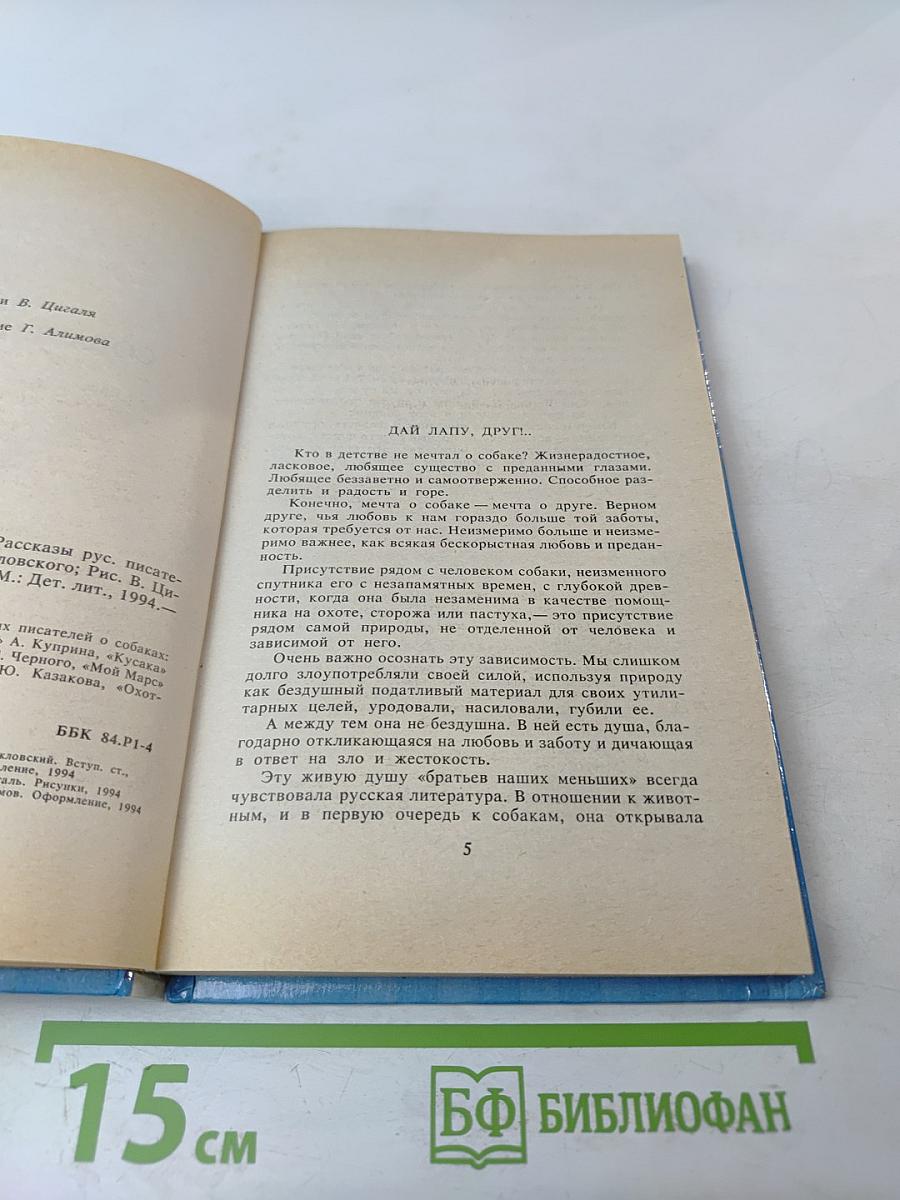 и В. Цигаля
ие Г. Алимова
Рассказы рус. писате-
ловского; Рис. В. Ци-
М.: Дет. лит., 1994.—
х писателей о собаках:
» А. Куприна, «Кусака»
. Черного, «Мой Марс»
Ю. Казакова, «Охот-
ББК 84.Р1-4
кловский. Вступ. ст.,
ление, 1994
галь. Рисунки, 1994
мов. Оформление, 1994
ДАЙ ЛАПУ, ДРУГ!..
Кто в детстве не мечтал о собаке? Жизнерадостное,
ласковое, любящее существо с преданными глазами.
Любящее беззаветно и самоотверженно. Способное раз-
делить и радость и горе.
Конечно, мечта о собаке — мечта о друге. Верном
друге, чья любовь к нам гораздо больше той заботы,
которая требуется от нас. Неизмеримо больше и неизме-
римо важнее, как всякая бескорыстная любовь и предан-
ность.
Присутствие рядом с человеком собаки, неизменного
спутника его с незапамятных времен, с глубокой древ-
ности, когда она была незаменима в качестве помощ-
ника на охоте, сторожа или пастуха,— это присутствие
рядом самой природы, не отделенной от человека и
зависимой от него.
Очень важно осознать эту зависимость. Мы слишком
долго злоупотребляли своей силой, используя природу
как бездушный податливый материал для своих утили-
тарных целей, уродовали, насиловали, губили ее.
А между тем она не бездушна. В ней есть душа, бла-
годарно откликающаяся на любовь и заботу и дичающая
в ответ на зло и жестокость.
Эту живую душу «братьев наших меньших» всегда
чувствовала русская литература. В отношении к живот-
ным, и в первую очередь к собакам, она открывала
5
15 см
БФ БИБЛИОФАН